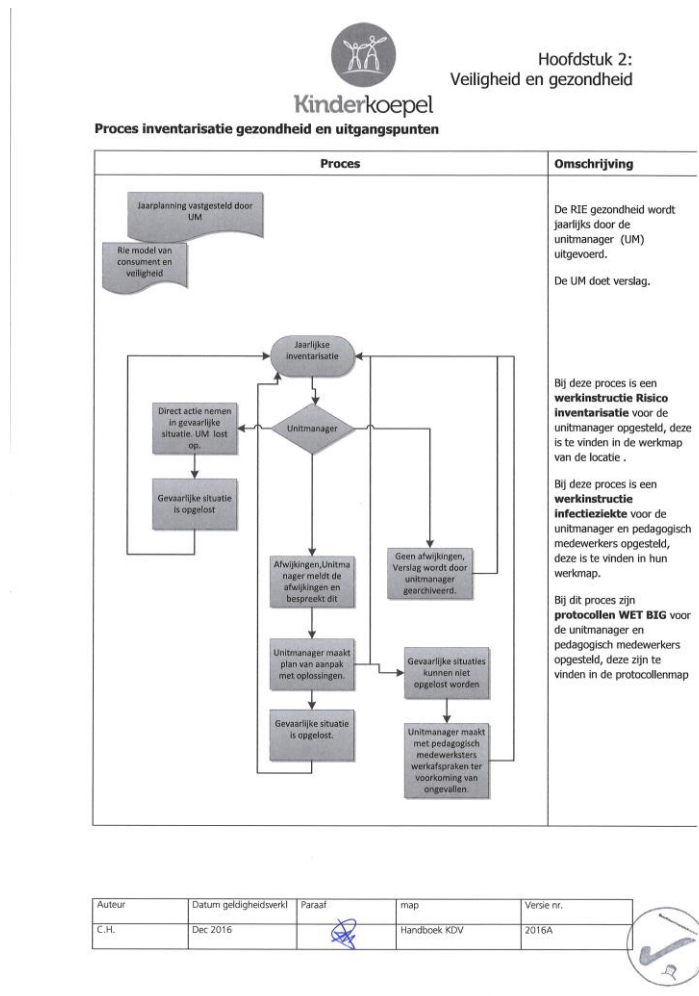 Hoofdstuk 2:
Veiligheid en gezondheid
Kinderkoepel
Proces inventarisatie gezondheid en uitgangspunten
Proces
Omschrijving
Jaarplanning vastgesteld door
UM
Rie model van
consument en
veiligheid
De RIE gezondheid wordt
jaarlijks door de
unitmanager (UM)
uitgevoerd.
De UM doet verslag.
Jaarlijkse
inventarisatie
Direct actie nemen
in gevaarlijke
situatie. UM lost
op.
Unitmanager
Gevaarlijke situatie
is opgelost
Afwijkingen,Unitma
nager meldt de
afwijkingen en
bespreekt dit
Geen afwijkingen,
Verslag wordt door
unitmanager
gearchiveerd.
Unitmanager maakt
plan van aanpak
met oplossingen.
Gevaarlijke situaties
kunnen niet
opgelost worden
Gevaarlijke situatie
is opgelost.
Unitmanager maakt
met pedagogisch
medewerksters
werkafspraken ter
voorkoming van
ongevallen.
Bij deze proces is een
werkinstructie Risico
inventarisatie voor de
unitmanager opgesteld, deze
is te vinden in de werkmap
van de locatie .
Bij deze proces is een
werkinstructie
infectieziekte voor de
unitmanager en pedagogisch
medewerkers opgesteld,
deze is te vinden in hun
werkmap.
Bij dit proces zijn
protocollen WET BIG voor
de unitmanager en
pedagogisch medewerkers
opgesteld, deze zijn te
vinden in de protocollenmap
Auteur
Datum geldigheidsverkl
Paraaf
map
Versie nr.
C.H.
Dec 2016
Handboek KDV
2016A